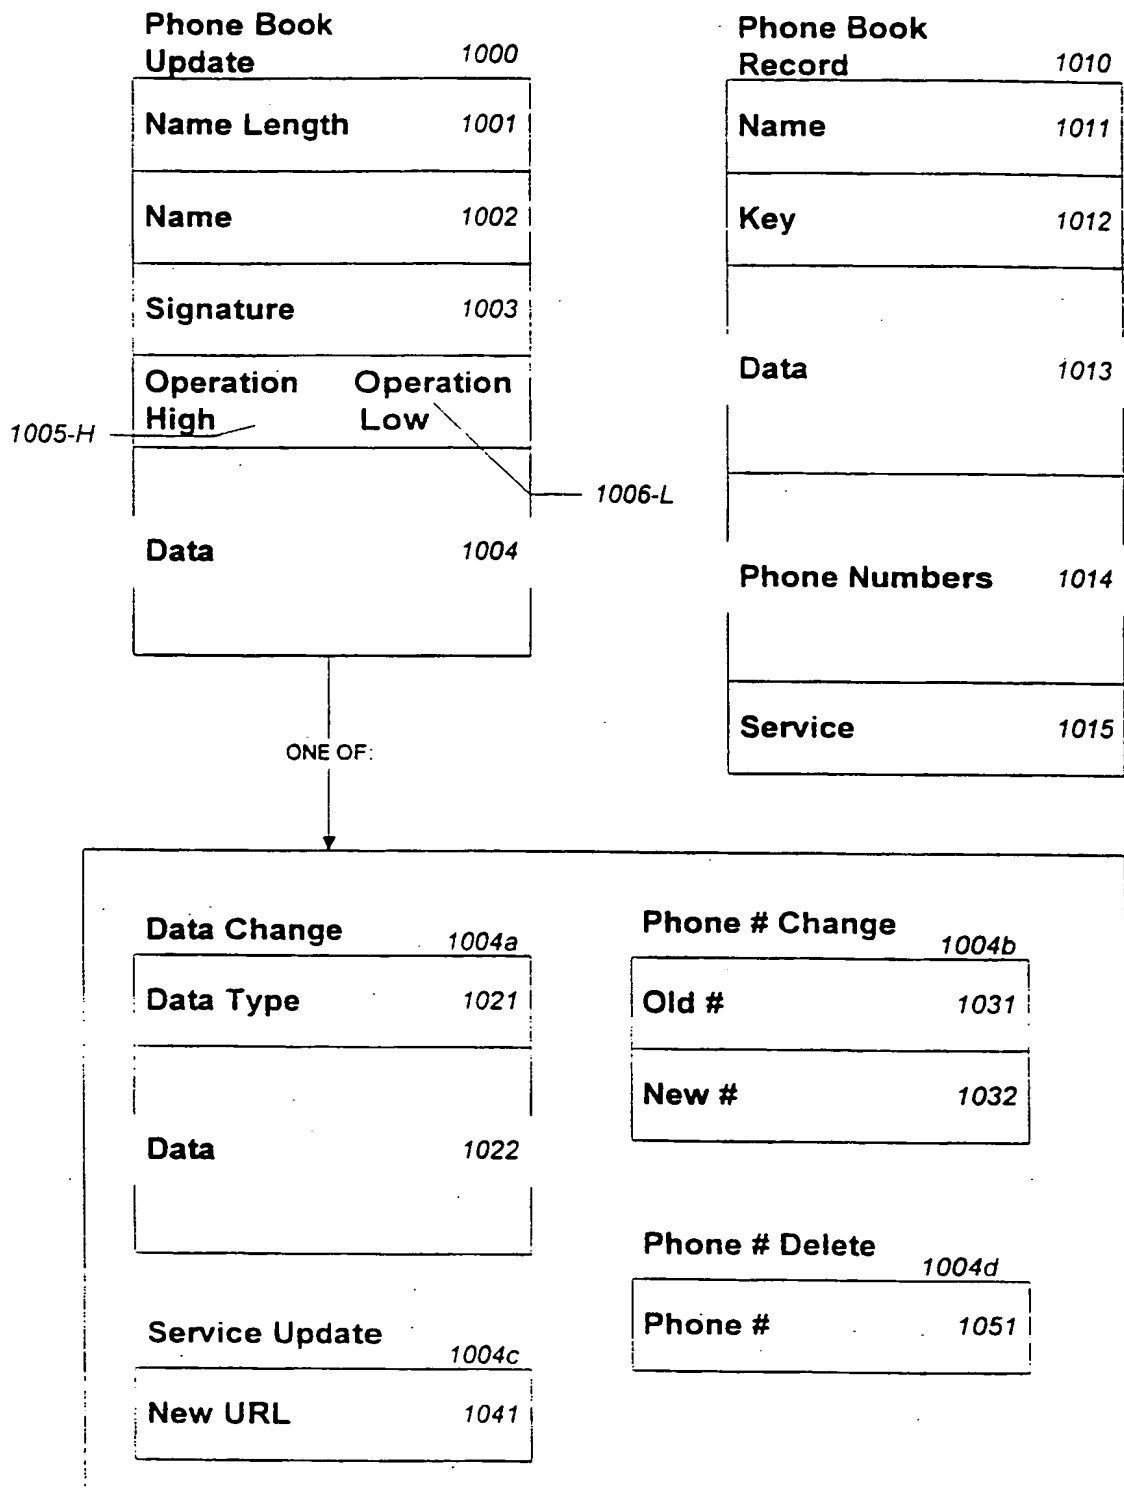 Phone Book
Update 1000
Name Length 1001
Name 1002
Signature 1003
Operation Operation
High Low
1005-H
1006-L
Data 1004
Phone Book
Record 1010
Name 1011
Key 1012
Data 1013
Phone Numbers 1014
Service 1015
ONE OF:
Data Change 1004a
Data Type 1021
Data 1022
Phone # Change 1004b
Old # 1031
New # 1032
Service Update 1004c
New URL 1041
Phone # Delete 1004d
Phone # 1051